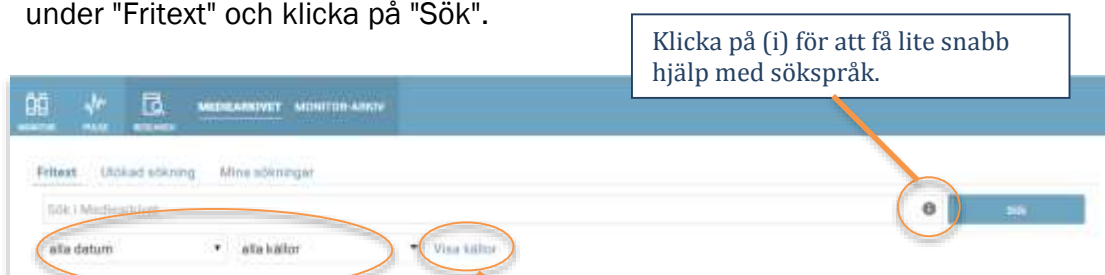 under "Fritext" och klicka på "Sök".
Klicka på (i) för att få lite snabb
hjälp med sökspråk.
MONITOR PULSE RESEARCH MEDIEARKIVET MONITOR-ARKIV
Fritext Utökad sökning Mina sökningar
Sök i Mediearkivet Sök
alla datum alla källor Visa källor